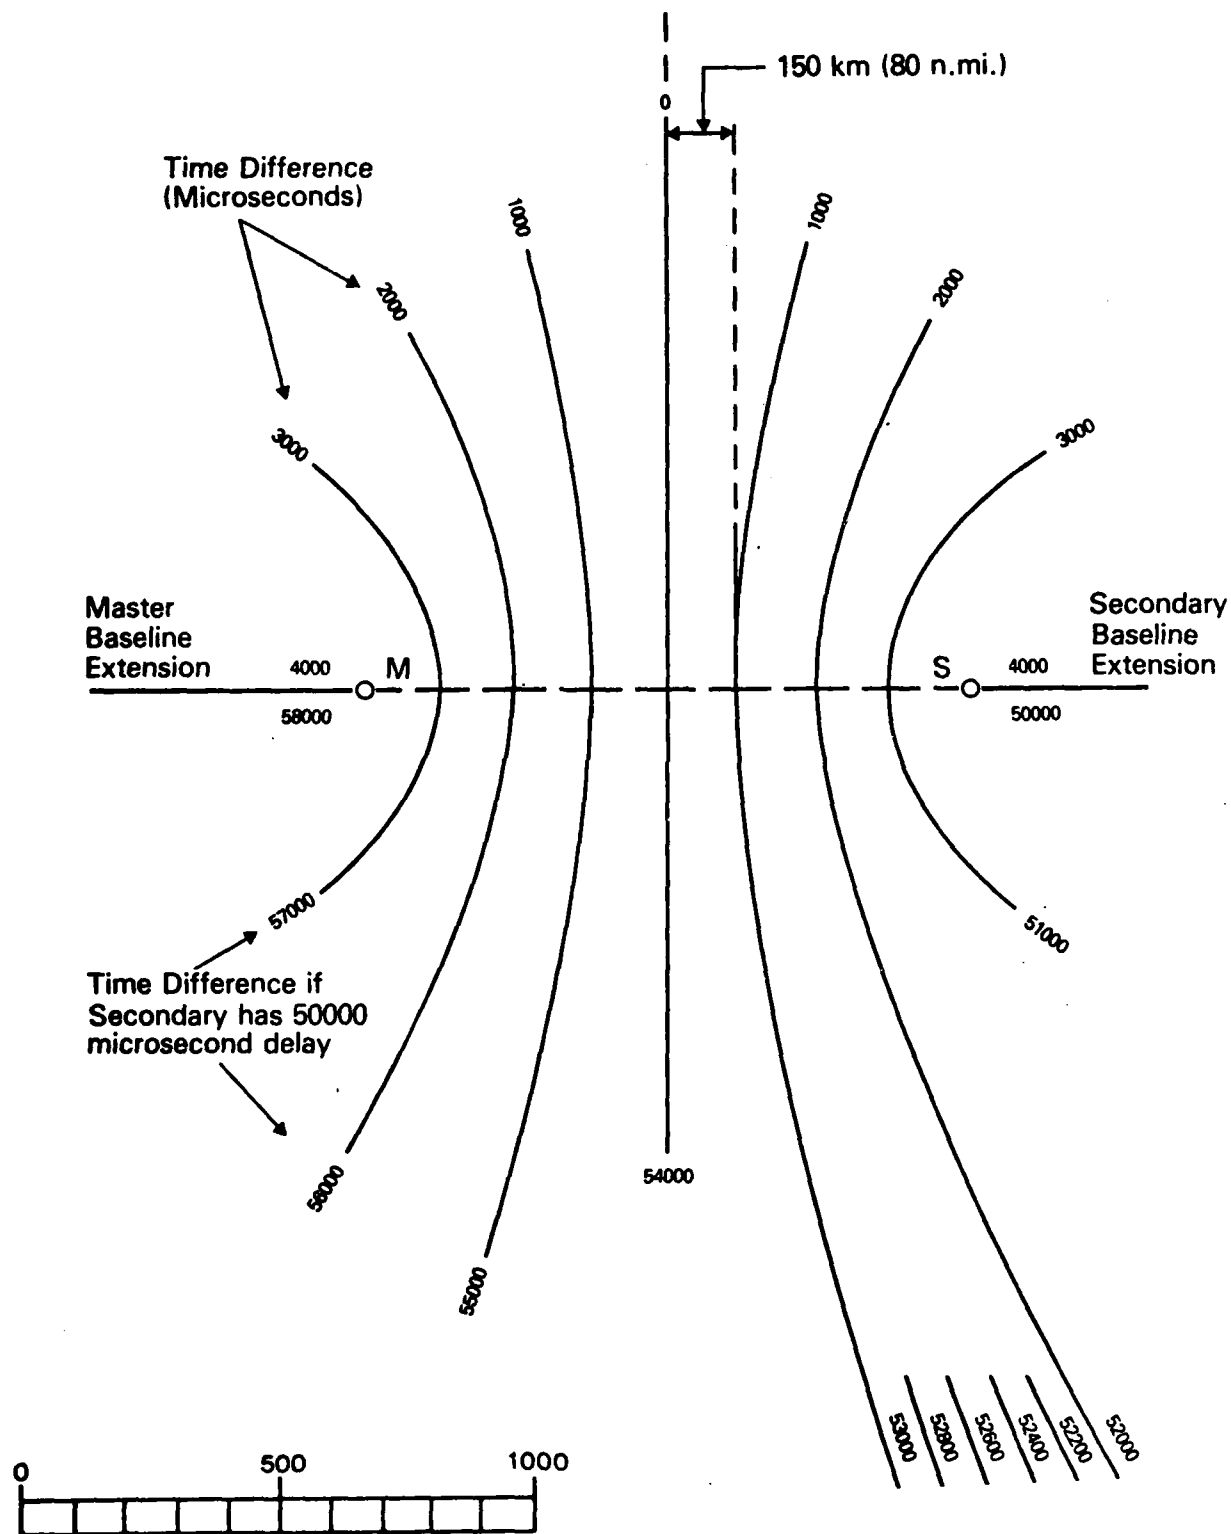 150 km (80 n.mi.)
0
Time Difference
(Microseconds)
1000
1000
2000
2000
3000
3000
Master
Baseline
Extension
4000
M
58000
Secondary
Baseline
Extension
S
4000
50000
57000
51000
Time Difference if
Secondary has 50000
microsecond delay
56000
54000
55000
53000
52800
52600
52400
52200
52000
0
500
1000